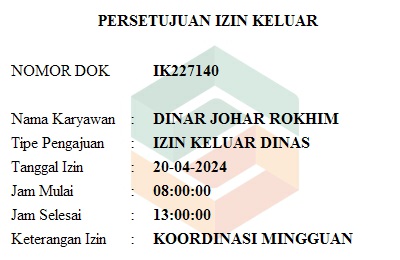 PERSETUJUAN IZIN KELUAR
NOMOR DOK IK227140
Nama Karyawan : DINAR JOHAR ROKHIM
Tipe Pengajuan : IZIN KELUAR DINAS
Tanggal Izin : 20-04-2024
Jam Mulai : 08:00:00
Jam Selesai : 13:00:00
Keterangan Izin : KOORDINASI MINGGUAN